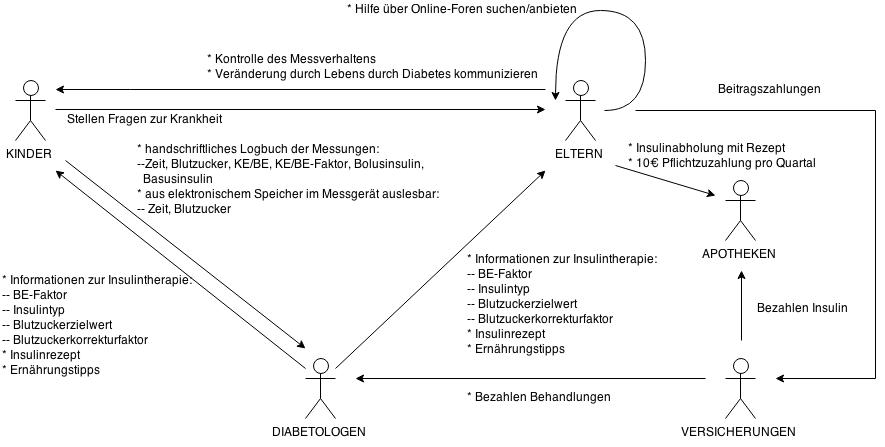 * Hilfe über Online-Foren suchen/anbieten
* Kontrolle des Messverhaltens
* Veränderung durch Lebens durch Diabetes kommunizieren
Beitragszahlungen
Stellen Fragen zur Krankheit
KINDER
ELTERN
* handschriftliches Logbuch der Messungen:
--Zeit, Blutzucker, KE/BE, KE/BE-Faktor, Bolusinsulin,
Basusinsulin
* aus elektronischem Speicher im Messgerät auslesbar:
-- Zeit, Blutzucker
* Insulinabholung mit Rezept
* 10€ Pflichtzuzahlung pro Quartal
APOTHEKEN
* Informationen zur Insulintherapie:
-- BE-Faktor
-- Insulintyp
-- Blutzuckerzielwert
-- Blutzuckerkorrekturfaktor
* Insulinrezept
* Ernährungstipps
* Informationen zur Insulintherapie:
-- BE-Faktor
-- Insulintyp
-- Blutzuckerzielwert
-- Blutzuckerkorrekturfaktor
* Insulinrezept
* Ernährungstipps
Bezahlen Insulin
* Bezahlen Behandlungen
DIABETOLOGEN
VERSICHERUNGEN